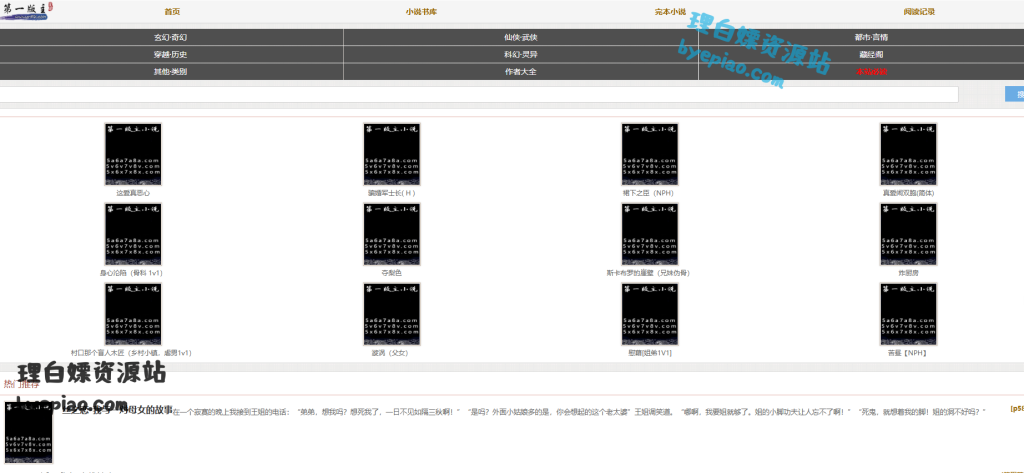 第一版主
首页 小说书库 完本小说 阅读记录
玄幻·奇幻 仙侠·武侠 都市·言情
穿越·历史 科幻·灵异 藏经阁
其他·类别 作者大全
理白嫖资源站
byepiao.com
第一版主小说 第一版主小说 第一版主小说 第一版主小说
5a6a7a8a.com 5a6a7a8a.com 5a6a7a8a.com 5a6a7a8a.com
5v6v7v8v.com 5v6v7v8v.com 5v6v7v8v.com 5v6v7v8v.com
5x6x7x8x.com 5x6x7x8x.com 5x6x7x8x.com 5x6x7x8x.com
这爱真恶心 骗婚军士长( H ) 裙下之臣（NPH） 真爱闹双胞(简体)
第一版主小说 第一版主小说 第一版主小说 第一版主小说
5a6a7a8a.com 5a6a7a8a.com 5a6a7a8a.com 5a6a7a8a.com
5v6v7v8v.com 5v6v7v8v.com 5v6v7v8v.com 5v6v7v8v.com
5x6x7x8x.com 5x6x7x8x.com 5x6x7x8x.com 5x6x7x8x.com
身心沦陷（骨科 1v1） 夺聚色 斯卡布罗的崖壁（兄妹伪骨） 炸厨房
第一版主小说 第一版主小说 第一版主小说 第一版主小说
5a6a7a8a.com 5a6a7a8a.com 5a6a7a8a.com 5a6a7a8a.com
5v6v7v8v.com 5v6v7v8v.com 5v6v7v8v.com 5v6v7v8v.com
5x6x7x8x.com 5x6x7x8x.com 5x6x7x8x.com 5x6x7x8x.com
村口那个盲人木匠（乡村小镇，虐男1v1） 波涡（父女） 慰藉[姐弟1V1] 苦薤【NPH】
理白嫖资源站
热门推荐
byepiao.com
母女的故事 在一个寂寞的晚上我接到王姐的电话：“弟弟，想我吗？想死我了，一日不见如隔三秋啊！”“是吗？外面小姑娘多的是，你会想起的这个老太婆”王姐调笑道。“哪啊，我要姐就够了。姐的小脚功夫让人忘不了啊！”“死鬼，就想着我的脚！姐的洞不好吗？”
第一版主小说
5a6a7a8a.com
5v6v7v8v.com
5x6x7x8x.com